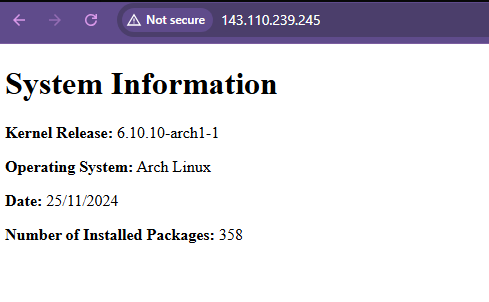 Not secure 143.110.239.245
System Information
Kernel Release: 6.10.10-arch1-1
Operating System: Arch Linux
Date: 25/11/2024
Number of Installed Packages: 358